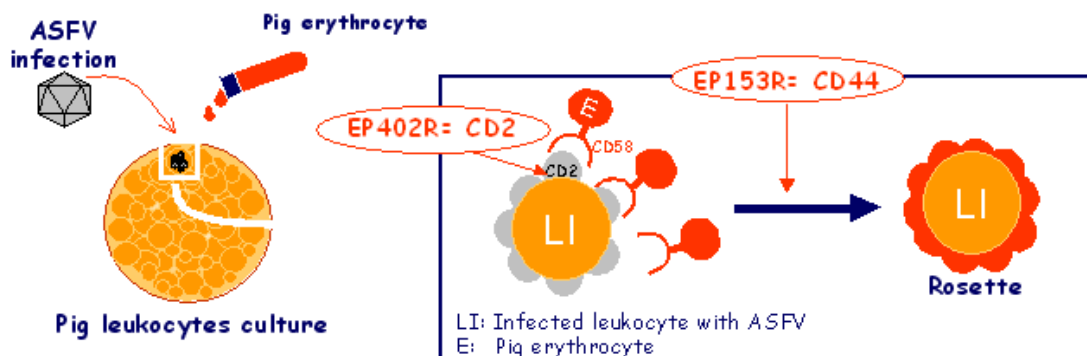 ASFV
infection
Pig erythrocyte
Pig leukocytes culture
EP402R= CD2
EP153R= CD44
E
CD58
CD2
LI
LI
Rosette
LI: Infected leukocyte with ASFV
E: Pig erythrocyte